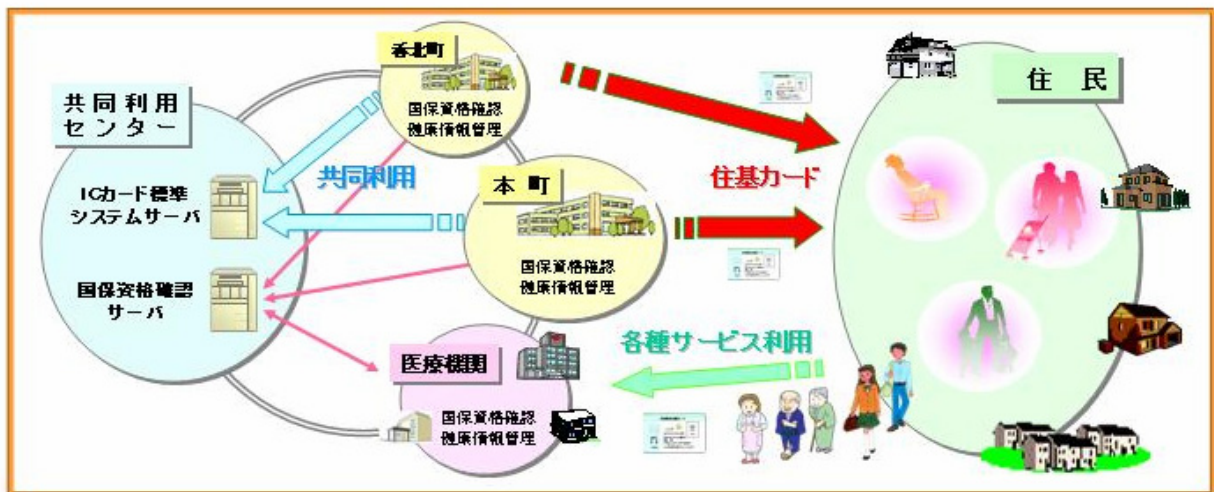 香北町
国保資格確認
健康情報管理
共同利用
センター
ICカード標準
システムサーバ
国保資格確認
サーバ
共同利用
本町
国保資格確認
健康情報管理
医療機関
国保資格確認
健康情報管理
住基カード
各種サービス利用
住民